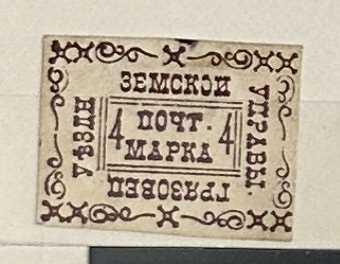 ГРЯЗОВЕЦ
УѢЗДН
ЗЕМСКОЙ
УПРАВЫ.
4 ПОЧТ. 4
МАРКА